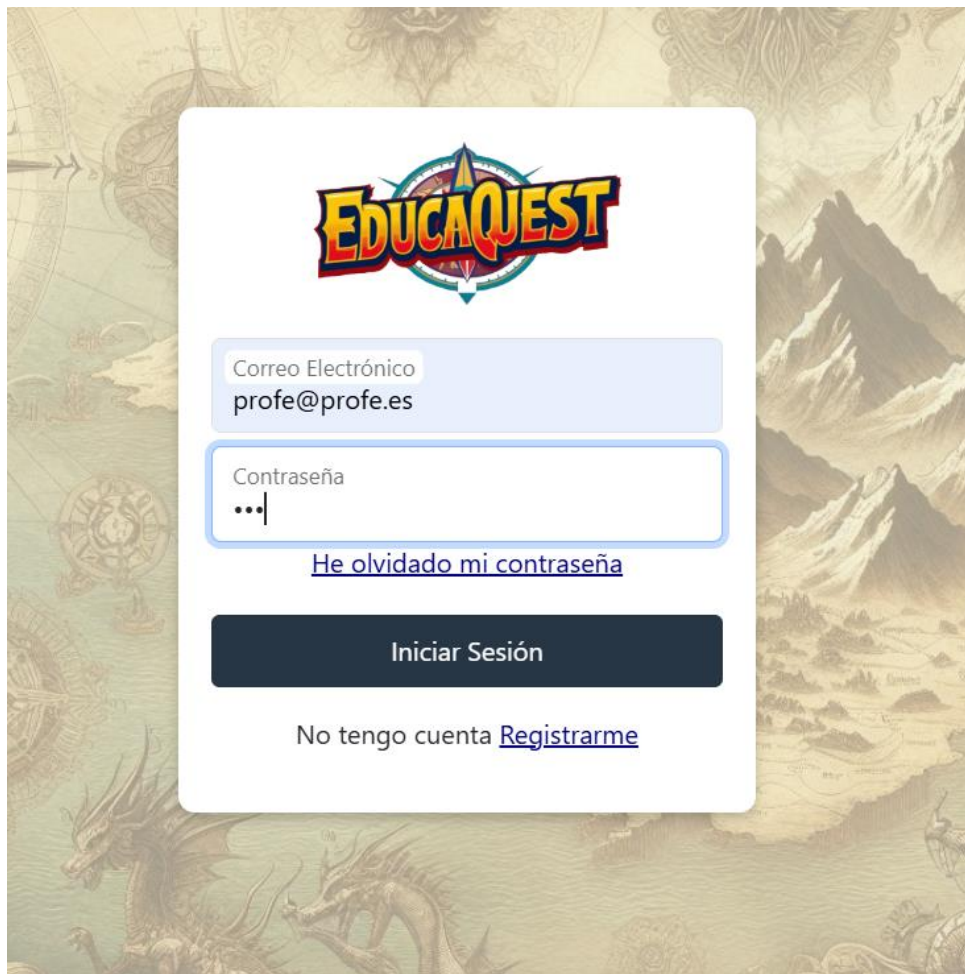 EDUCAQUEST
Correo Electrónico
profe@profe.es
Contraseña
•••
He olvidado mi contraseña
Iniciar Sesión
No tengo cuenta Registrarme